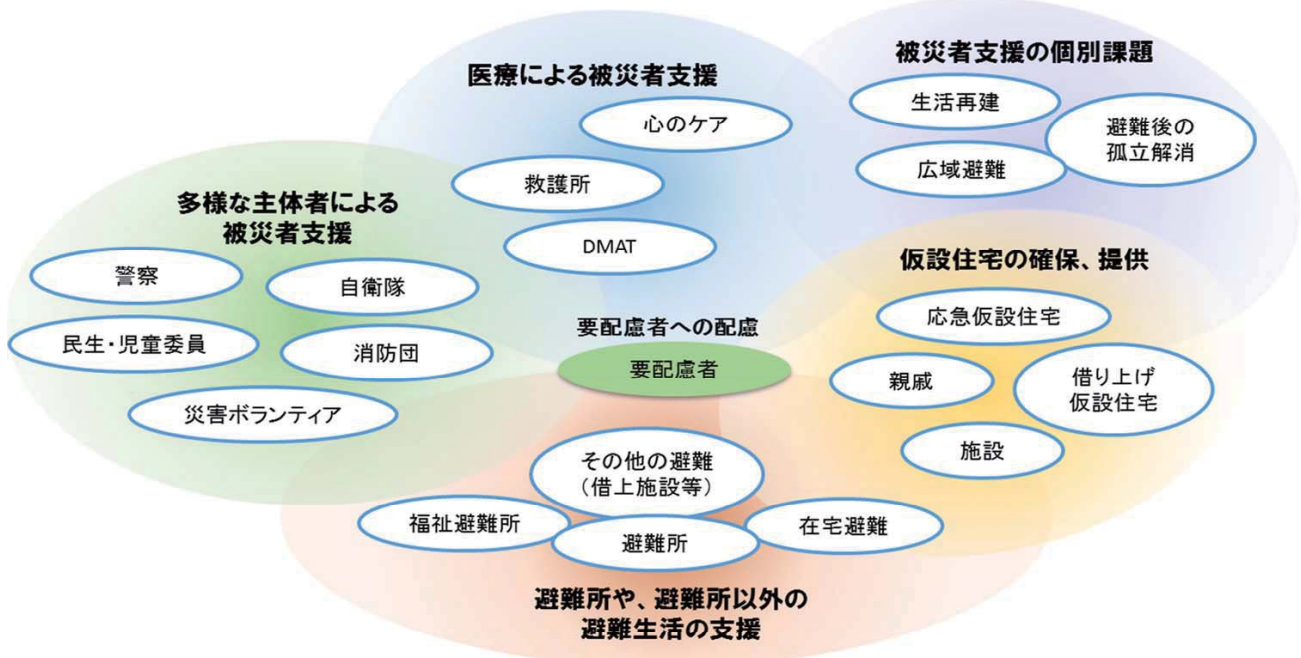 医療による被災者支援
心のケア
救護所
DMAT
被災者支援の個別課題
生活再建
避難後の
孤立解消
広域避難
多様な主体者による
被災者支援
警察
自衛隊
民生・児童委員
消防団
災害ボランティア
仮設住宅の確保、提供
応急仮設住宅
親戚
借り上げ
仮設住宅
施設
要配慮者への配慮
要配慮者
その他の避難
（借上施設等）
福祉避難所
避難所
在宅避難
避難所や、避難所以外の
避難生活の支援